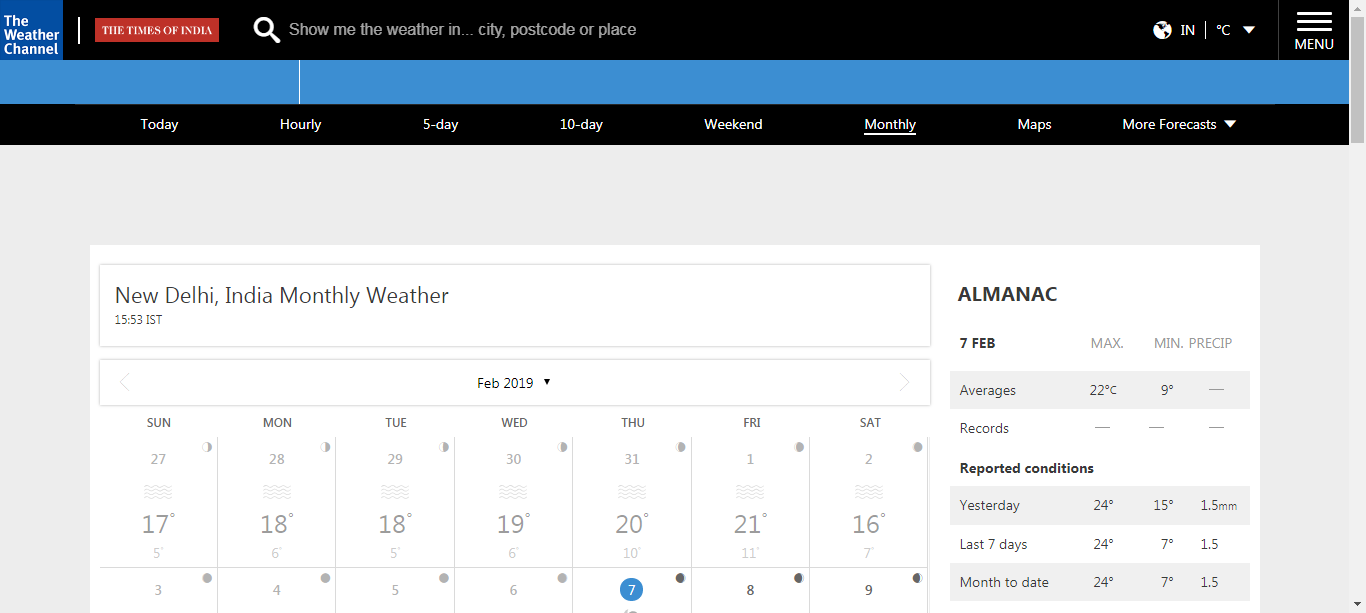 The
Weather
Channel
THE TIMES OF INDIA
Show me the weather in... city, postcode or place
IN
°C
MENU
Today Hourly 5-day 10-day Weekend Monthly Maps More Forecasts
New Delhi, India Monthly Weather
15:53 IST
Feb 2019
SUN MON TUE WED THU FRI SAT
27 28 29 30 31 1 2
17° 18° 18° 19° 20° 21° 16°
5° 6° 5° 6° 10° 11° 7°
3 4 5 6 7 8 9
ALMANAC
7 FEB MAX. MIN. PRECIP
Averages 22°C 9° —
Records — — —
Reported conditions
Yesterday 24° 15° 1.5mm
Last 7 days 24° 7° 1.5
Month to date 24° 7° 1.5